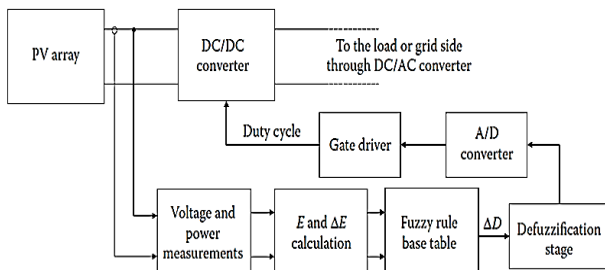 PV array
DC/DC
converter
To the load or grid side
through DC/AC converter
Duty cycle
Gate driver
A/D
converter
Voltage and
power
measurements
E and ΔE
calculation
Fuzzy rule
base table
ΔD
Defuzzification
stage